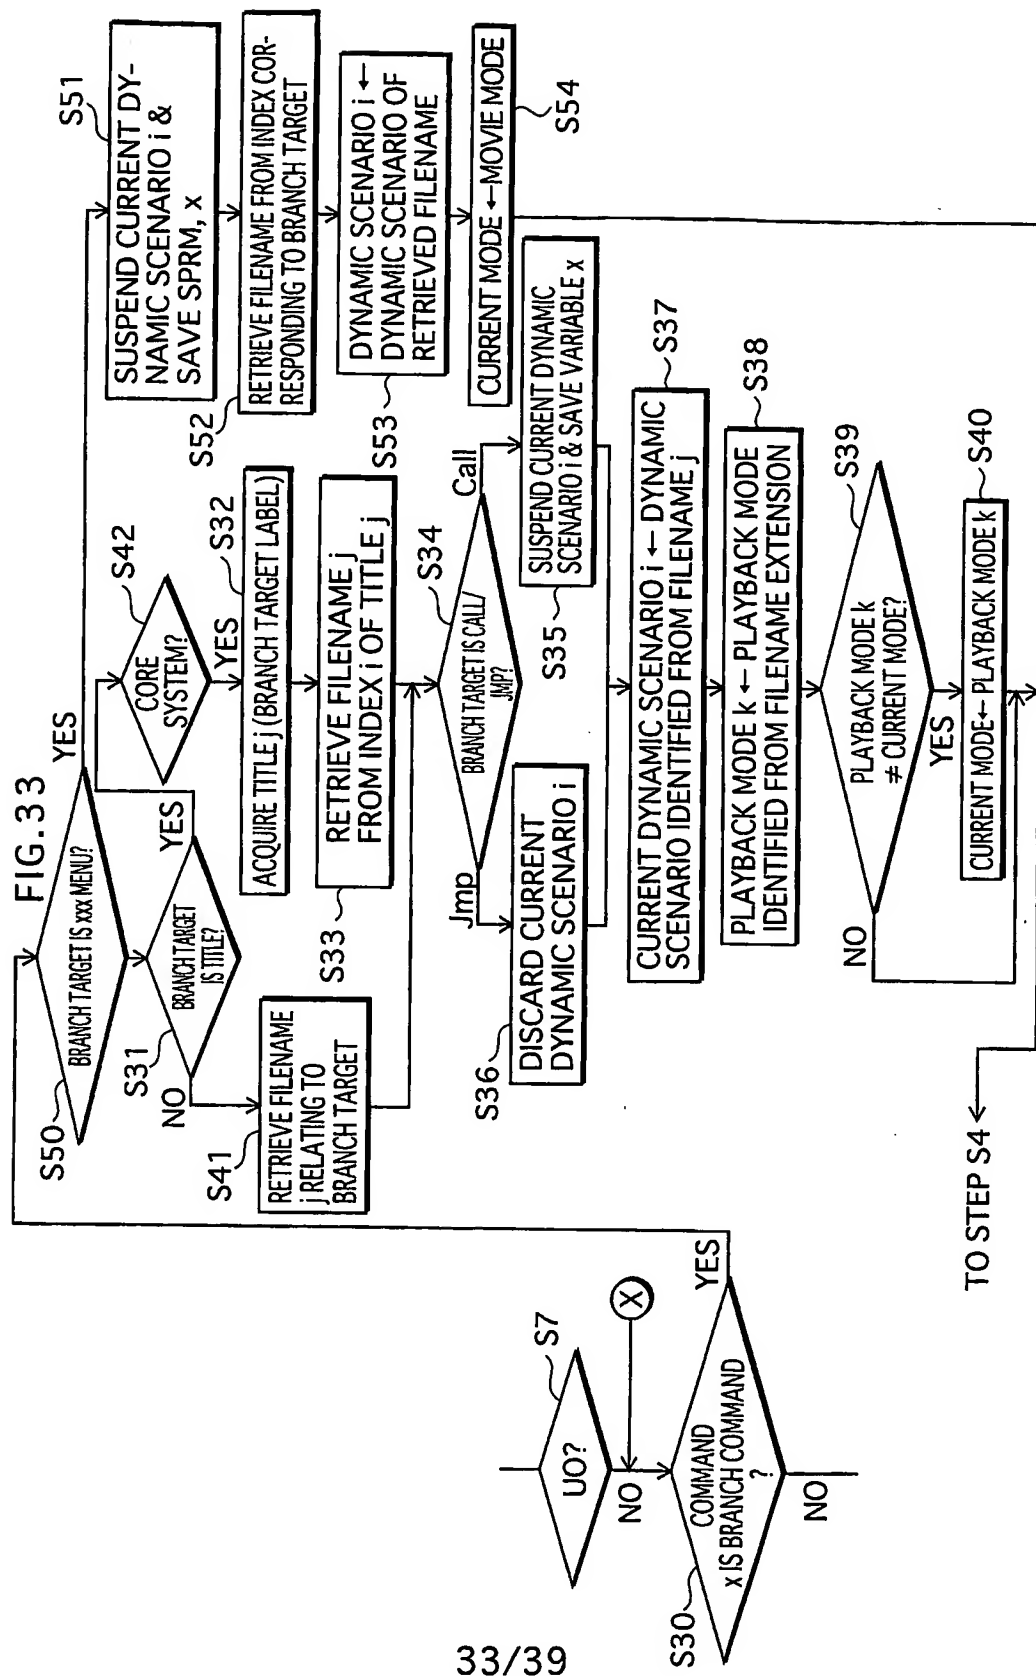 FIG.33
S7
UO?
NO
X
S30
COMMAND
x IS BRANCH COMMAND
?
YES
NO
S50
BRANCH TARGET IS xxx MENU?
YES
S31
BRANCH TARGET
IS TITLE?
YES
NO
S42
CORE
SYSTEM?
YES
S41
RETRIEVE FILENAME
j RELATING TO
BRANCH TARGET
S32
ACQUIRE TITLE j (BRANCH TARGET LABEL)
S33
RETRIEVE FILENAME j
FROM INDEX i OF TITLE j
S34
BRANCH TARGET IS CALL/
JMP?
Jmp
Call
S36
DISCARD CURRENT
DYNAMIC SCENARIO i
S35
SUSPEND CURRENT DYNAMIC
SCENARIO i & SAVE VARIABLE x
S37
CURRENT DYNAMIC SCENARIO i ← DYNAMIC
SCENARIO IDENTIFIED FROM FILENAME j
S38
PLAYBACK MODE k ← PLAYBACK MODE
IDENTIFIED FROM FILENAME EXTENSION
S39
PLAYBACK MODE k
≠ CURRENT MODE?
NO
YES
S40
CURRENT MODE← PLAYBACK MODE k
S51
SUSPEND CURRENT DY-
NAMIC SCENARIO i &
SAVE SPRM, x
S52
RETRIEVE FILENAME FROM INDEX COR-
RESPONDING TO BRANCH TARGET
S53
DYNAMIC SCENARIO i ←
DYNAMIC SCENARIO OF
RETRIEVED FILENAME
S54
CURRENT MODE ←MOVIE MODE
TO STEP S4
33/39